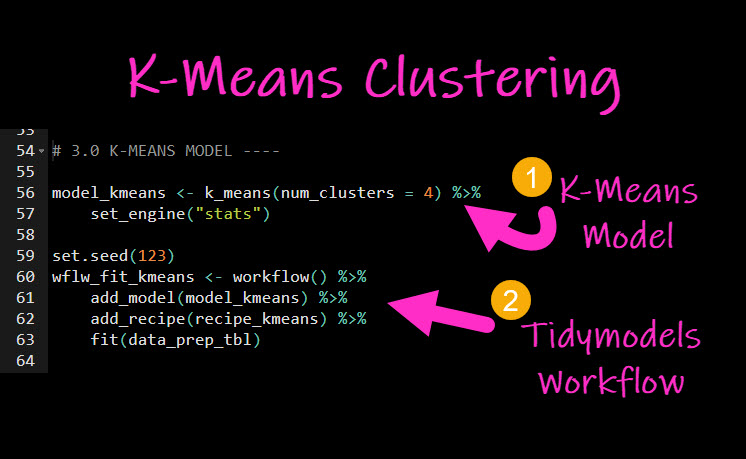 K-Means Clustering
53
54 # 3.0 K-MEANS MODEL ----
55
56 model_kmeans <- k_means(num_clusters = 4) %>%
57     set_engine("stats")
58
59 set.seed(123)
60 wflw_fit_kmeans <- workflow() %>%
61     add_model(model_kmeans) %>%
62     add_recipe(recipe_kmeans) %>%
63     fit(data_prep_tbl)
64
1
K-Means
Model
2
Tidymodels
Workflow